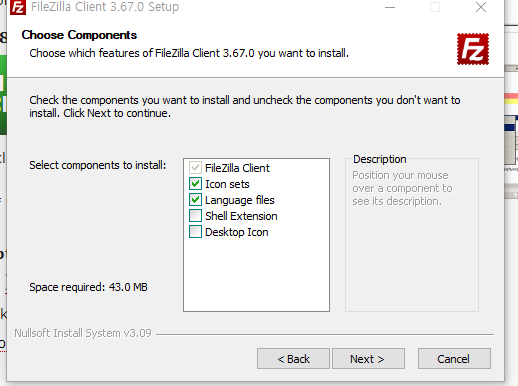 FileZilla Client 3.67.0 Setup
Choose Components
Choose which features of FileZilla Client 3.67.0 you want to install.
Fz
Check the components you want to install and uncheck the components you don't want to
install. Click Next to continue.
Select components to install:
FileZilla Client
Icon sets
Language files
Shell Extension
Desktop Icon
Description
Position your mouse
over a component to
see its description.
Space required: 43.0 MB
Nullsoft Install System v3.09
< Back
Next >
Cancel